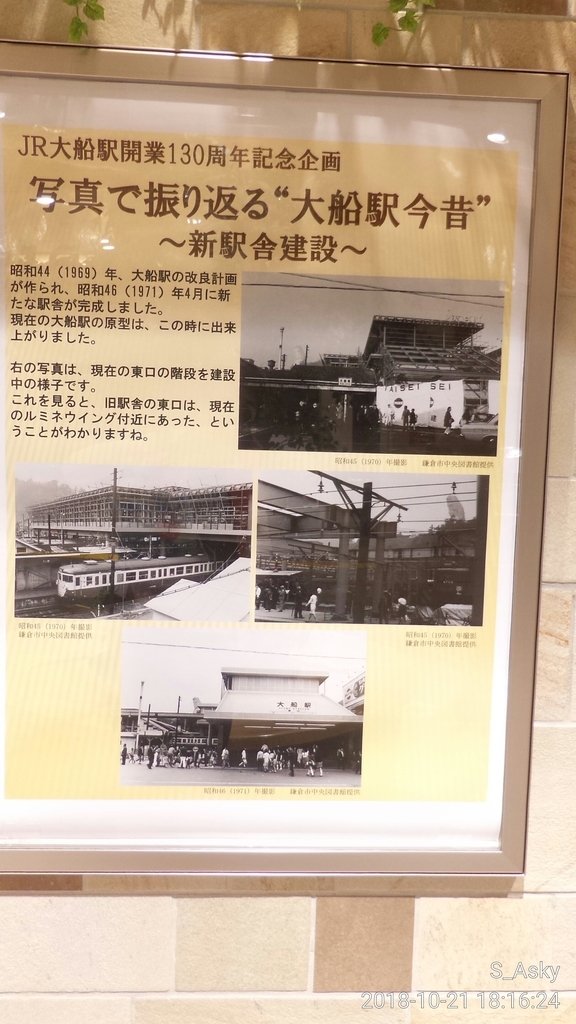 JR大船駅開業130周年記念企画
写真で振り返る“大船駅今昔”
～新駅舎建設～
昭和44（1969）年、大船駅の改良計画
が作られ、昭和46（1971）年4月に新
たな駅舎が完成しました。
現在の大船駅の原型は、この時に出来
上がりました。
右の写真は、現在の東口の階段を建設
中の様子です。
これを見ると、旧駅舎の東口は、現在
のルミネウイング付近にあった、とい
うことがわかりますね。
TAISEI SEI
昭和45（1970）年撮影　鎌倉市中央図書館提供
昭和45（1970）年撮影
鎌倉市中央図書館提供
昭和45（1970）年撮影
鎌倉市中央図書館提供
大船駅
昭和46（1971）年撮影　鎌倉市中央図書館提供
S_Asky
2018-10-21 18:16:24